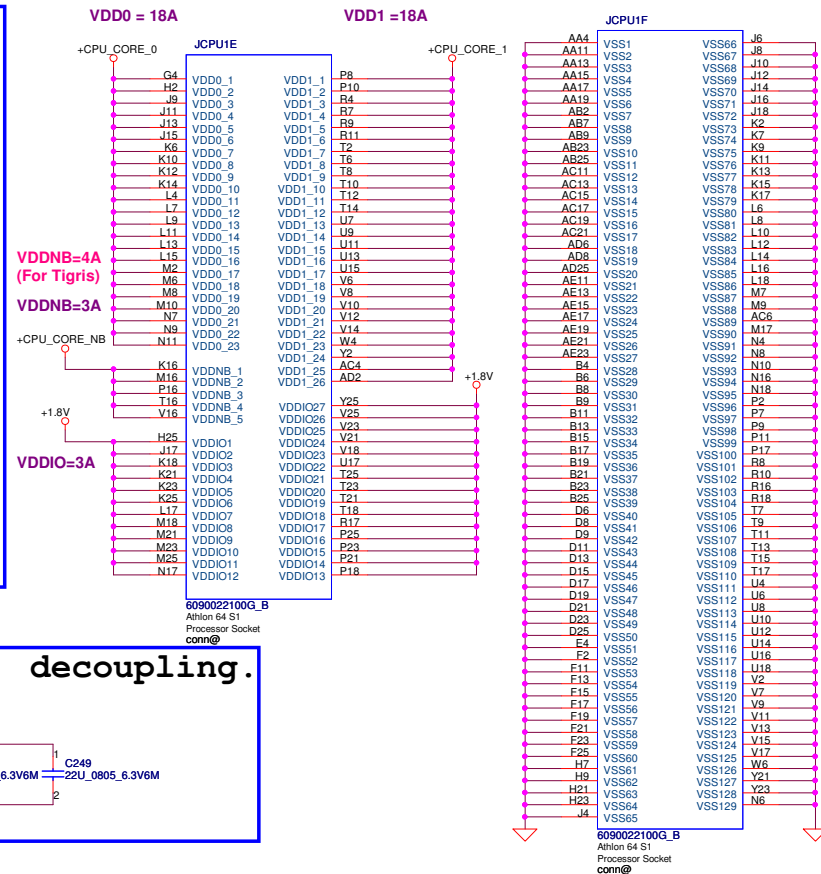 VDD0 = 18A VDD1 =18A
+CPU_CORE_0 JCPU1E +CPU_CORE_1
G4 VDD0_1 VDD1_1 P8
H2 VDD0_2 VDD1_2 P10
J9 VDD0_3 VDD1_3 R4
J11 VDD0_4 VDD1_4 R7
J13 VDD0_5 VDD1_5 R9
J15 VDD0_6 VDD1_6 R11
K6 VDD0_7 VDD1_7 T2
K10 VDD0_8 VDD1_8 T6
K12 VDD0_9 VDD1_9 T8
K14 VDD0_10 VDD1_10 T10
L4 VDD0_11 VDD1_11 T12
L7 VDD0_12 VDD1_12 T14
L9 VDD0_13 VDD1_13 U7
L11 VDD0_14 VDD1_14 U9
L13 VDD0_15 VDD1_15 U11
L15 VDD0_16 VDD1_16 U13
M2 VDD0_17 VDD1_17 U15
M6 VDD0_18 VDD1_18 V6
M8 VDD0_19 VDD1_19 V8
M10 VDD0_20 VDD1_20 V10
N7 VDD0_21 VDD1_21 V12
N9 VDD0_22 VDD1_22 V14
N11 VDD0_23 VDD1_23 W4
VDD1_24 Y2
VDDNB=4A
(For Tigris)
VDDNB=3A
+CPU_CORE_NB
K16 VDDNB_1 VDD1_25 AC4
M16 VDDNB_2 VDD1_26 AD2
P16 VDDNB_3
T16 VDDNB_4
V16 VDDNB_5
+1.8V
+1.8V
VDDIO27 Y25
VDDIO26 V25
VDDIO25 V23
H25 VDDIO1 VDDIO24 V21
J17 VDDIO2 VDDIO23 V18
K18 VDDIO3 VDDIO22 U17
K21 VDDIO4 VDDIO21 T25
K23 VDDIO5 VDDIO20 T23
K25 VDDIO6 VDDIO19 T21
L17 VDDIO7 VDDIO18 T18
M18 VDDIO8 VDDIO17 R17
M21 VDDIO9 VDDIO16 P25
M23 VDDIO10 VDDIO15 P23
M25 VDDIO11 VDDIO14 P21
N17 VDDIO12 VDDIO13 P18
VDDIO=3A
6090022100G_B
Athlon 64 S1
Processor Socket
conn@
decoupling.
1
C249
_6.3V6M 22U_0805_6.3V6M
2
JCPU1F
AA4 VSS1 VSS66 J6
AA11 VSS2 VSS67 J8
AA13 VSS3 VSS68 J10
AA15 VSS4 VSS69 J12
AA17 VSS5 VSS70 J14
AA19 VSS6 VSS71 J16
AB2 VSS7 VSS72 J18
AB7 VSS8 VSS73 K2
AB9 VSS9 VSS74 K7
AB23 VSS10 VSS75 K9
AB25 VSS11 VSS76 K11
AC11 VSS12 VSS77 K13
AC13 VSS13 VSS78 K15
AC15 VSS14 VSS79 K17
AC17 VSS15 VSS80 L6
AC19 VSS16 VSS81 L8
AC21 VSS17 VSS82 L10
AD6 VSS18 VSS83 L12
AD8 VSS19 VSS84 L14
AD25 VSS20 VSS85 L16
AE11 VSS21 VSS86 L18
AE13 VSS22 VSS87 M7
AE15 VSS23 VSS88 M9
AE17 VSS24 VSS89 AC6
AE19 VSS25 VSS90 M17
AE21 VSS26 VSS91 N4
AE23 VSS27 VSS92 N8
B4 VSS28 VSS93 N10
B6 VSS29 VSS94 N16
B8 VSS30 VSS95 N18
B9 VSS31 VSS96 P2
B11 VSS32 VSS97 P7
B13 VSS33 VSS98 P9
B15 VSS34 VSS99 P11
B17 VSS35 VSS100 P17
B19 VSS36 VSS101 R8
B21 VSS37 VSS102 R10
B23 VSS38 VSS103 R16
B25 VSS39 VSS104 R18
D6 VSS40 VSS105 T7
D8 VSS41 VSS106 T9
D9 VSS42 VSS107 T11
D11 VSS43 VSS108 T13
D13 VSS44 VSS109 T15
D15 VSS45 VSS110 T17
D17 VSS46 VSS111 U4
D19 VSS47 VSS112 U6
D21 VSS48 VSS113 U8
D23 VSS49 VSS114 U10
D25 VSS50 VSS115 U12
E4 VSS51 VSS116 U14
F2 VSS52 VSS117 U16
F11 VSS53 VSS118 U18
F13 VSS54 VSS119 V2
F15 VSS55 VSS120 V7
F17 VSS56 VSS121 V9
F19 VSS57 VSS122 V11
F21 VSS58 VSS123 V13
F23 VSS59 VSS124 V15
F25 VSS60 VSS125 V17
H7 VSS61 VSS126 W6
H9 VSS62 VSS127 Y21
H21 VSS63 VSS128 Y23
H23 VSS64 VSS129 N6
J4 VSS65
6090022100G_B
Athlon 64 S1
Processor Socket
conn@